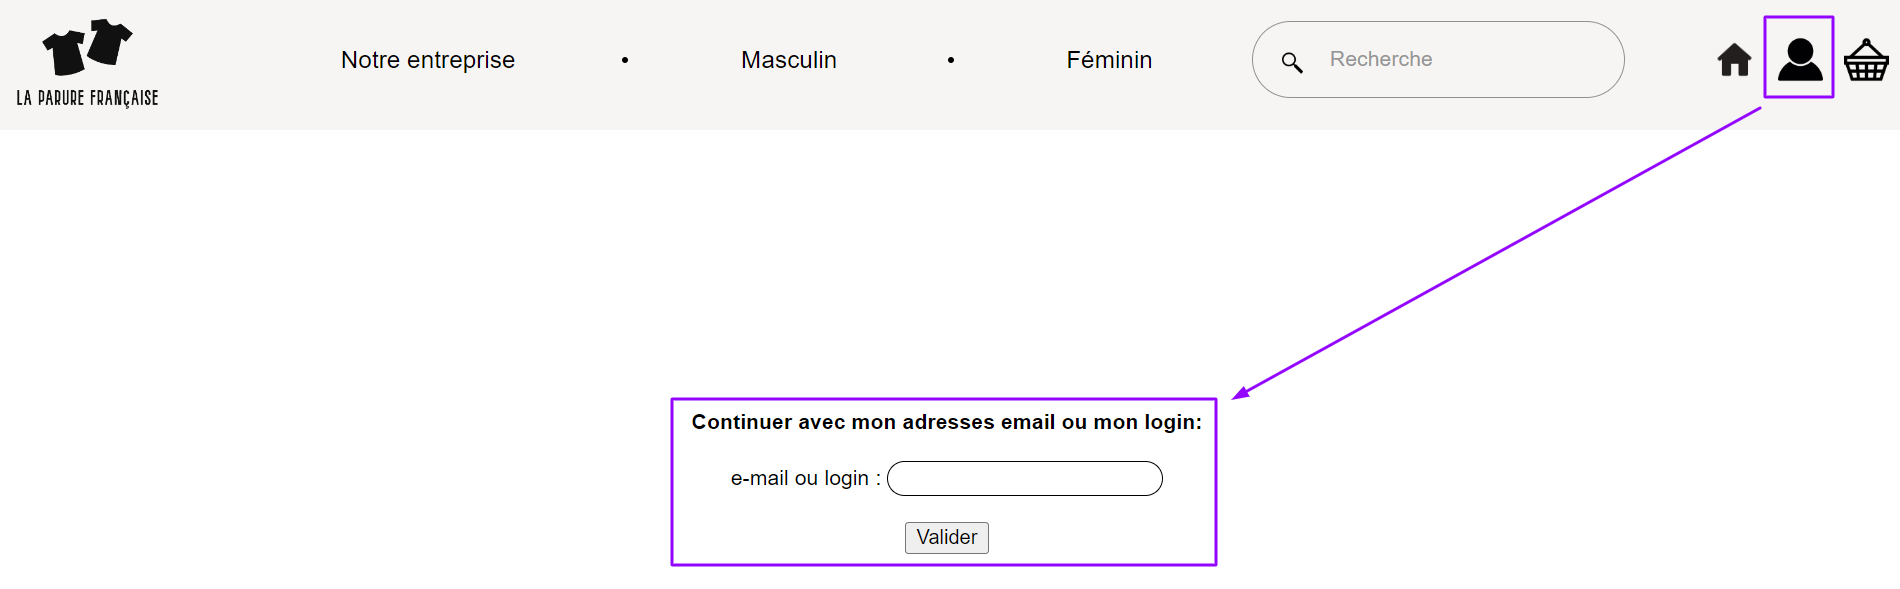 LA PARURE FRANÇAISE
Notre entreprise • Masculin • Féminin
Recherche
Continuer avec mon adresses email ou mon login:
e-mail ou login :
Valider